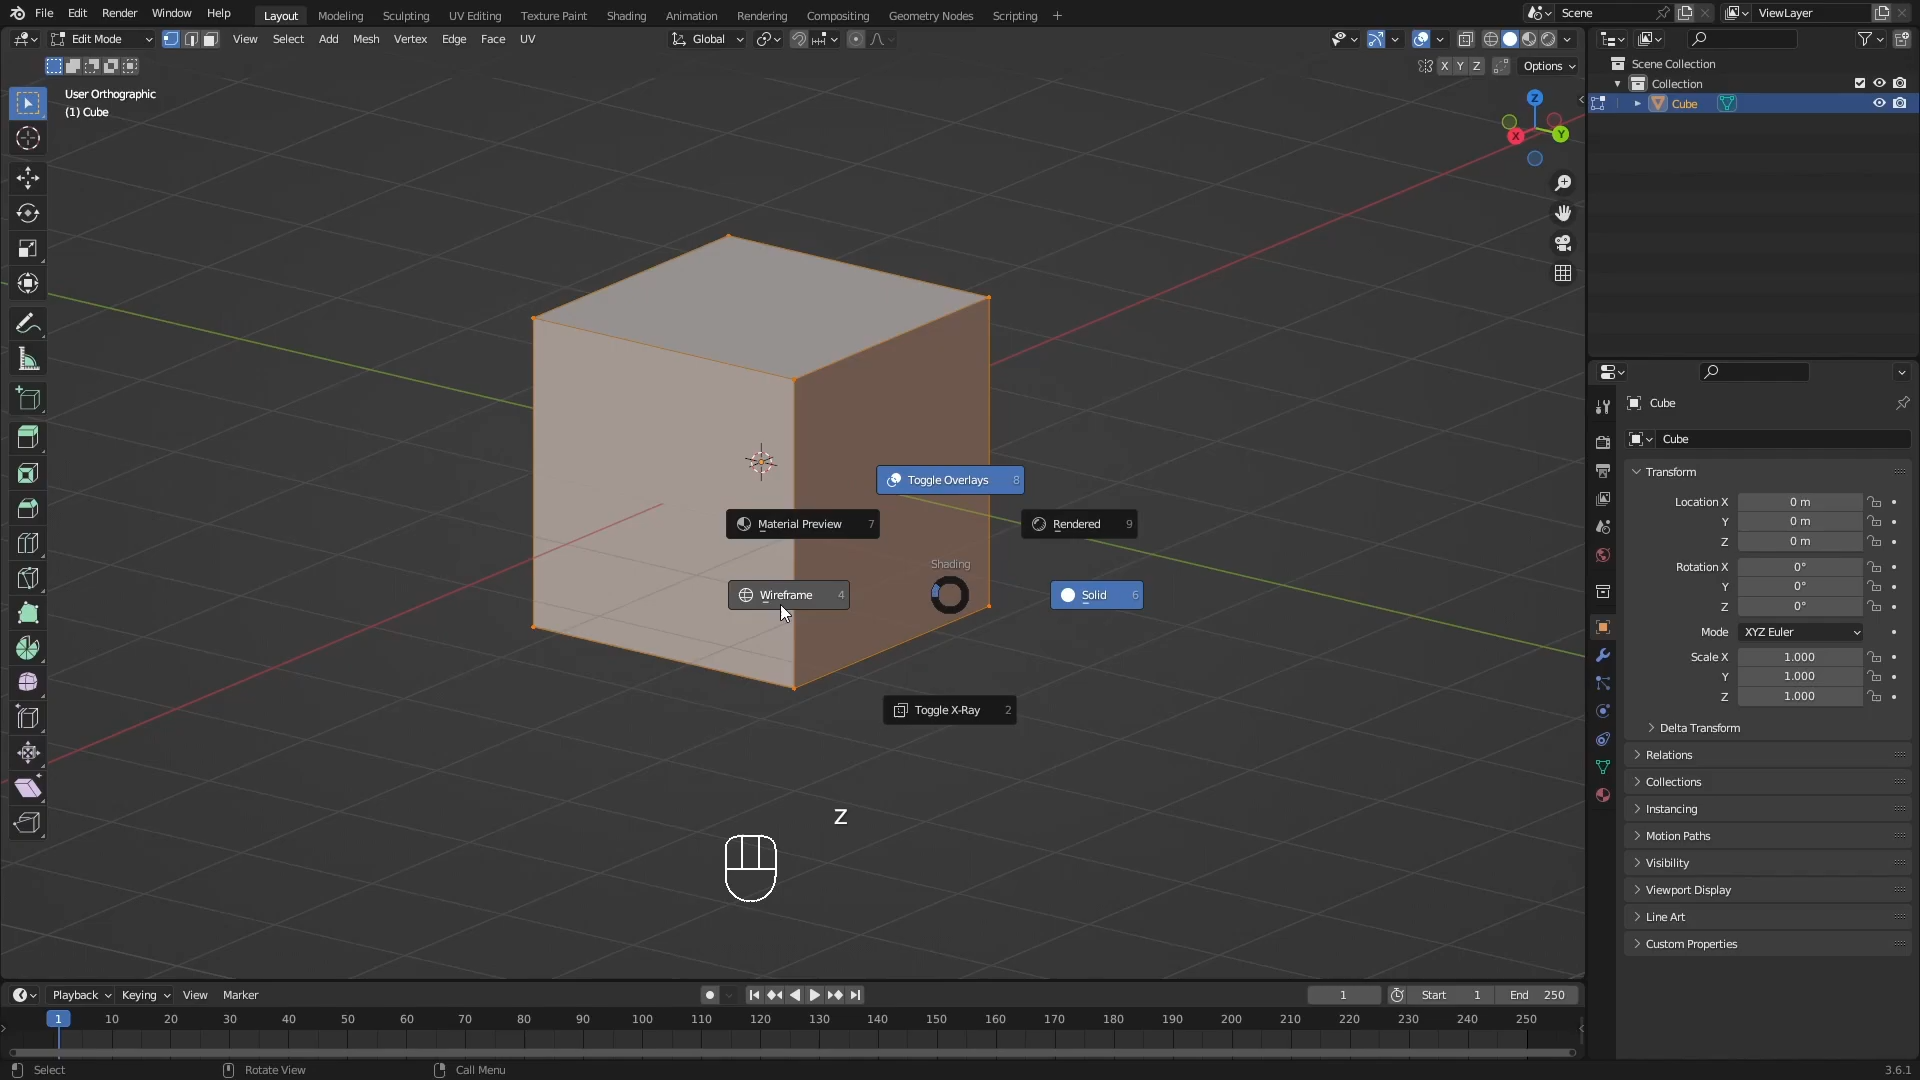 File Edit Render Window Help Layout Modeling Sculpting UV Editing Texture Paint Shading Animation Rendering Compositing Geometry Nodes Scripting + Scene ViewLayer
Edit Mode View Select Add Mesh Vertex Edge Face UV Global
X Y Z Options
User Orthographic
(1) Cube
Z
X
Y
Toggle Overlays 8
Material Preview 7
Rendered 9
Shading
Wireframe 4
Solid 6
Toggle X-Ray 2
Z
Scene Collection
Collection
Cube
Cube
Cube
Transform
Location X 0 m
Y 0 m
Z 0 m
Rotation X 0°
Y 0°
Z 0°
Mode XYZ Euler
Scale X 1.000
Y 1.000
Z 1.000
Delta Transform
Relations
Collections
Instancing
Motion Paths
Visibility
Viewport Display
Line Art
Custom Properties
Playback Keying View Marker 1 Start 1 End 250
1 10 20 30 40 50 60 70 80 90 100 110 120 130 140 150 160 170 180 190 200 210 220 230 240 250
Select Rotate View Call Menu 3.6.1